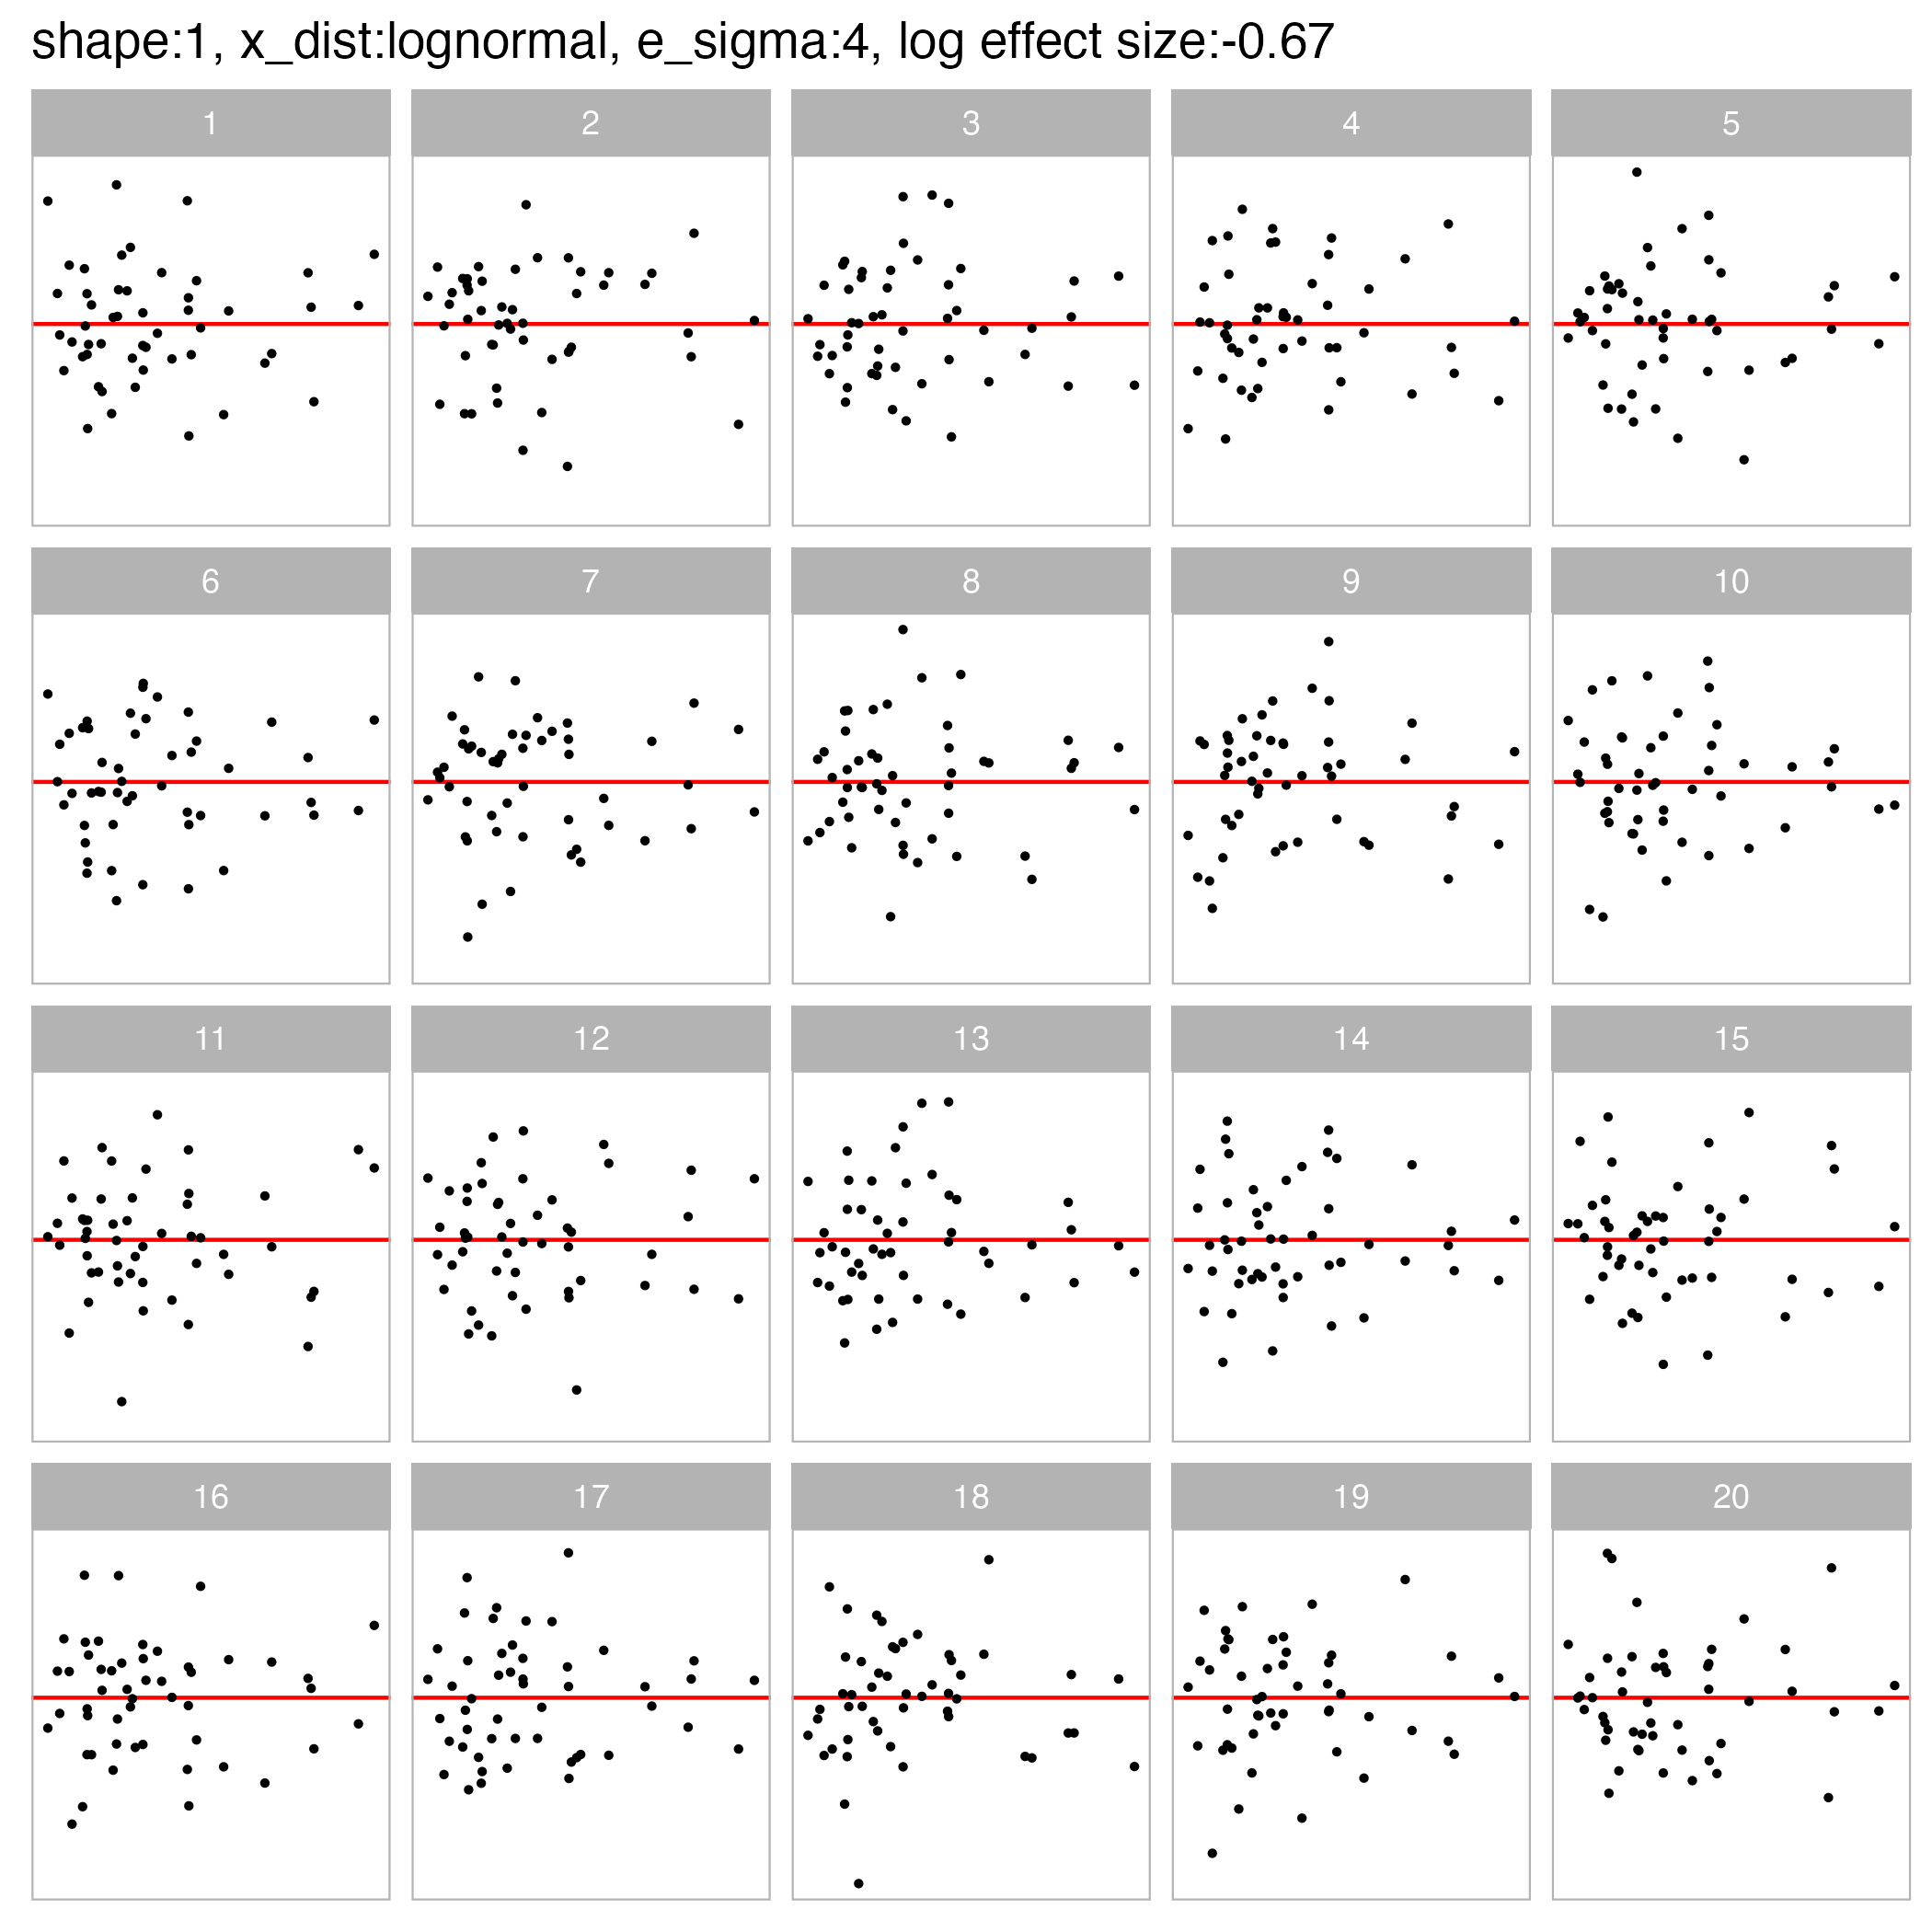 shape:1, x_dist:lognormal, e_sigma:4, log effect size:-0.67
1 2 3 4 5
6 7 8 9 10
11 12 13 14 15
16 17 18 19 20